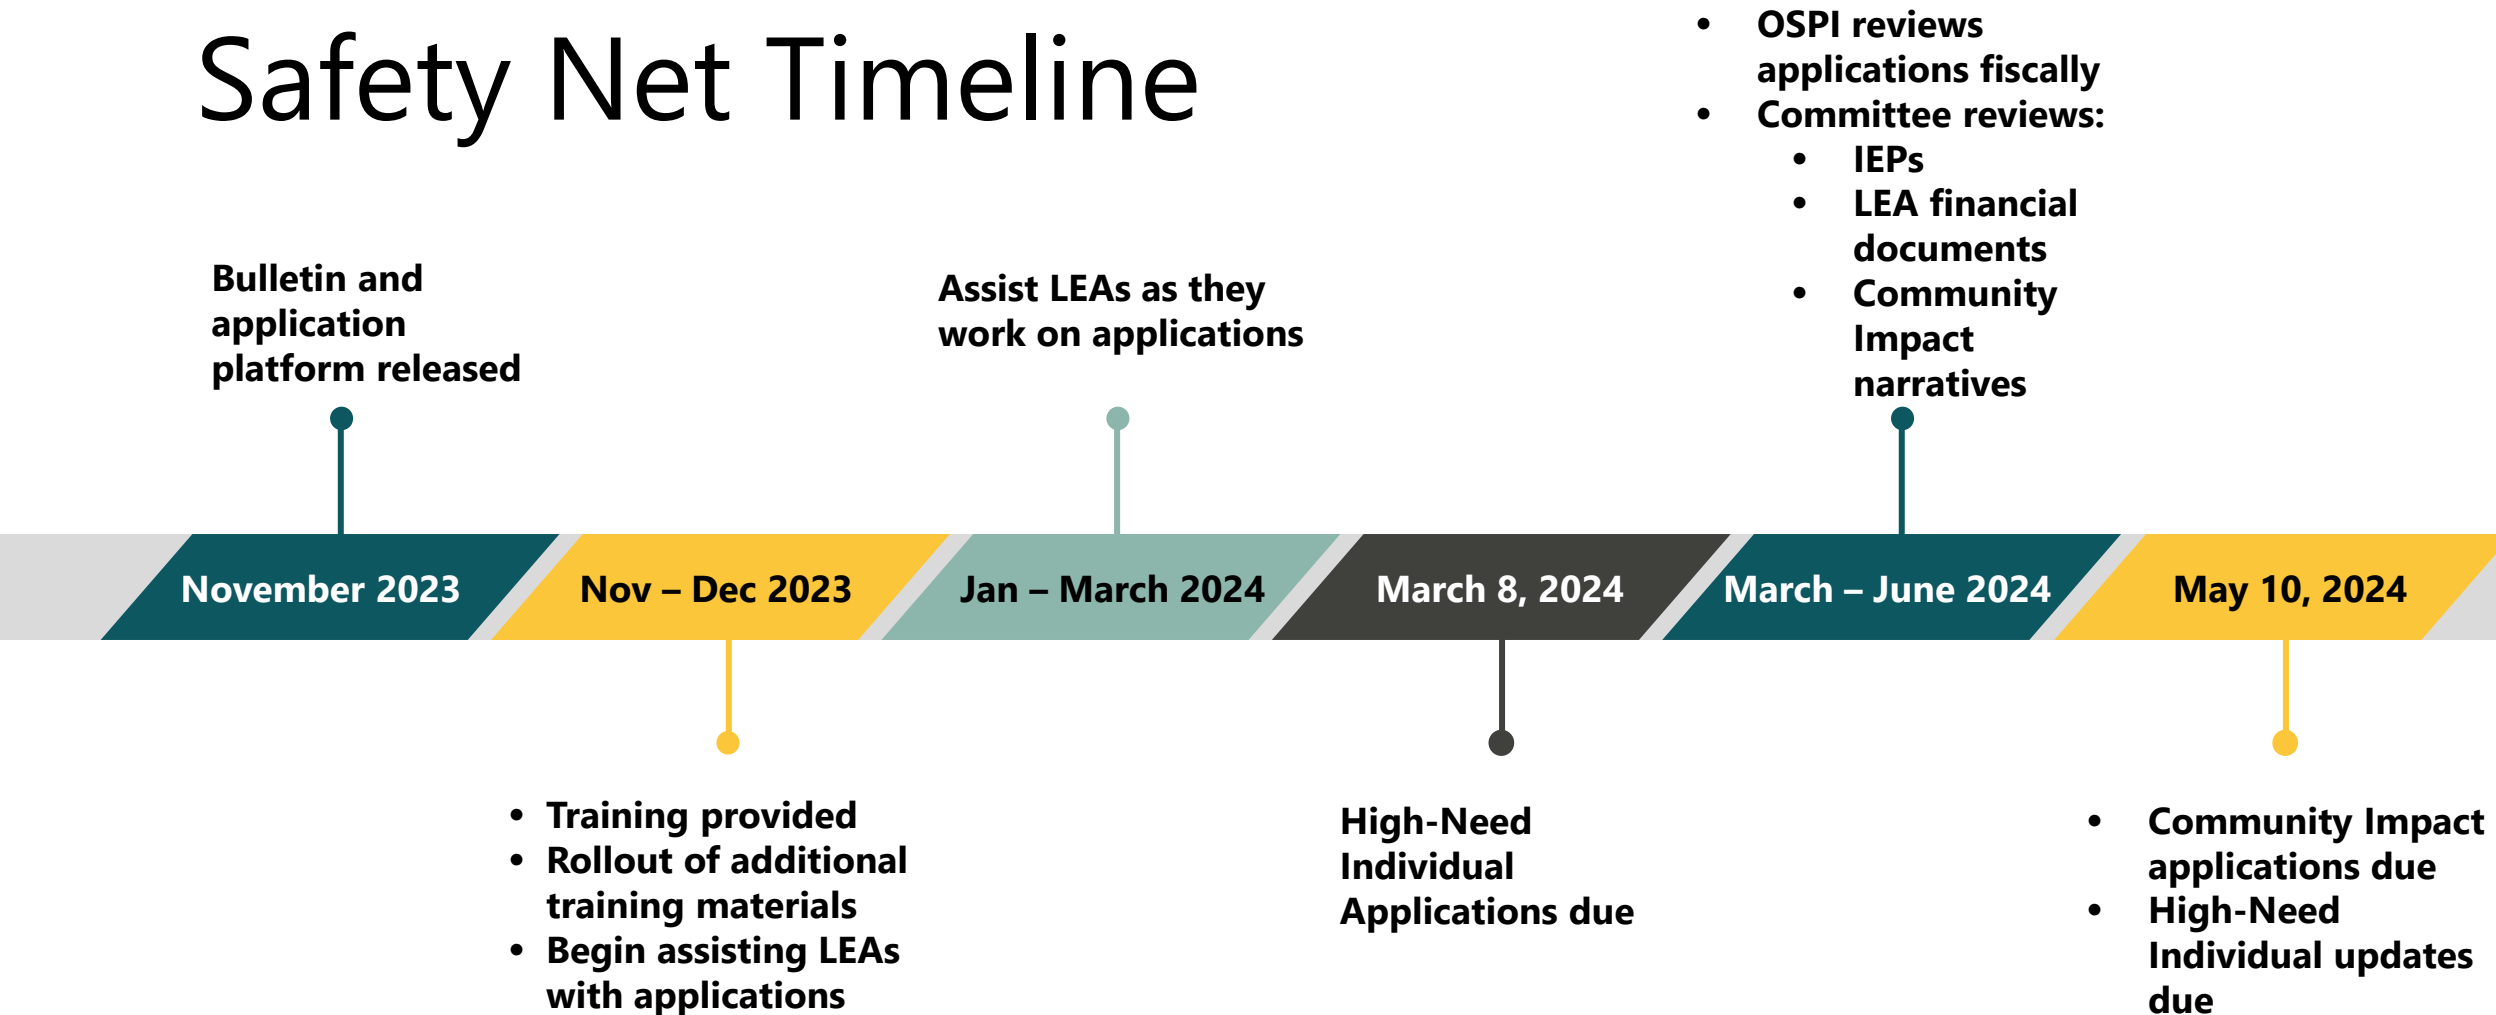 Safety Net Timeline
• OSPI reviews
applications fiscally
• Committee reviews:
• IEPs
• LEA financial
documents
• Community
Impact
narratives
Bulletin and
application
platform released
Assist LEAs as they
work on applications
November 2023
Nov – Dec 2023
Jan – March 2024
March 8, 2024
March – June 2024
May 10, 2024
• Training provided
• Rollout of additional
training materials
• Begin assisting LEAs
with applications
High-Need
Individual
Applications due
• Community Impact
applications due
• High-Need
Individual updates
due